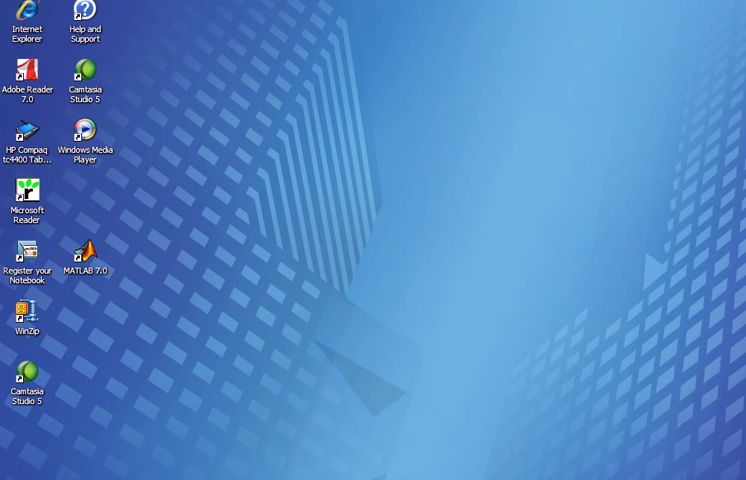 Internet
Explorer
Help and
Support
Adobe Reader
7.0
Camtasia
Studio 5
HP Compaq
tc4400 Tab...
Windows Media
Player
Microsoft
Reader
Register your
Notebook
MATLAB 7.0
WinZip
Camtasia
Studio 5